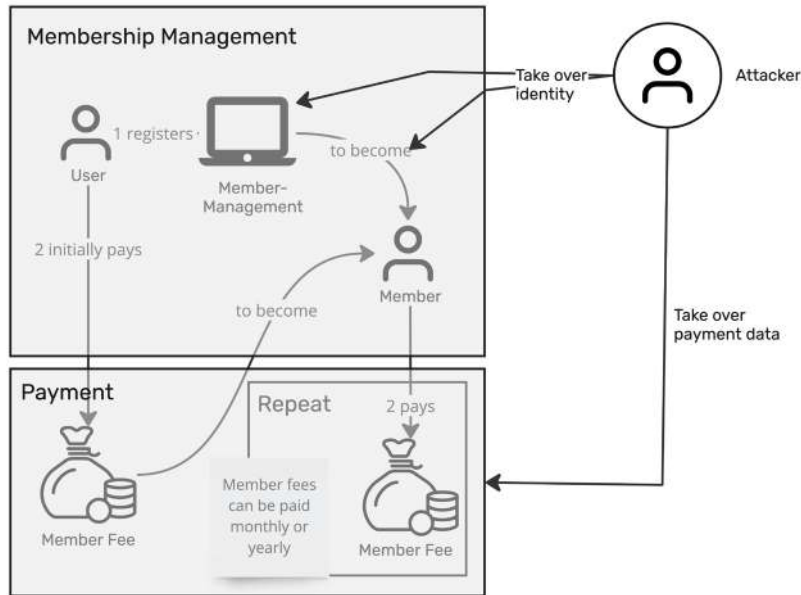 Membership Management
Take over
identity
Attacker
1 registers
to become
User
Member-
Management
2 initially pays
Member
to become
Take over
payment data
Payment
Repeat
2 pays
Member fees
can be paid
monthly or
yearly
Member Fee
Member Fee